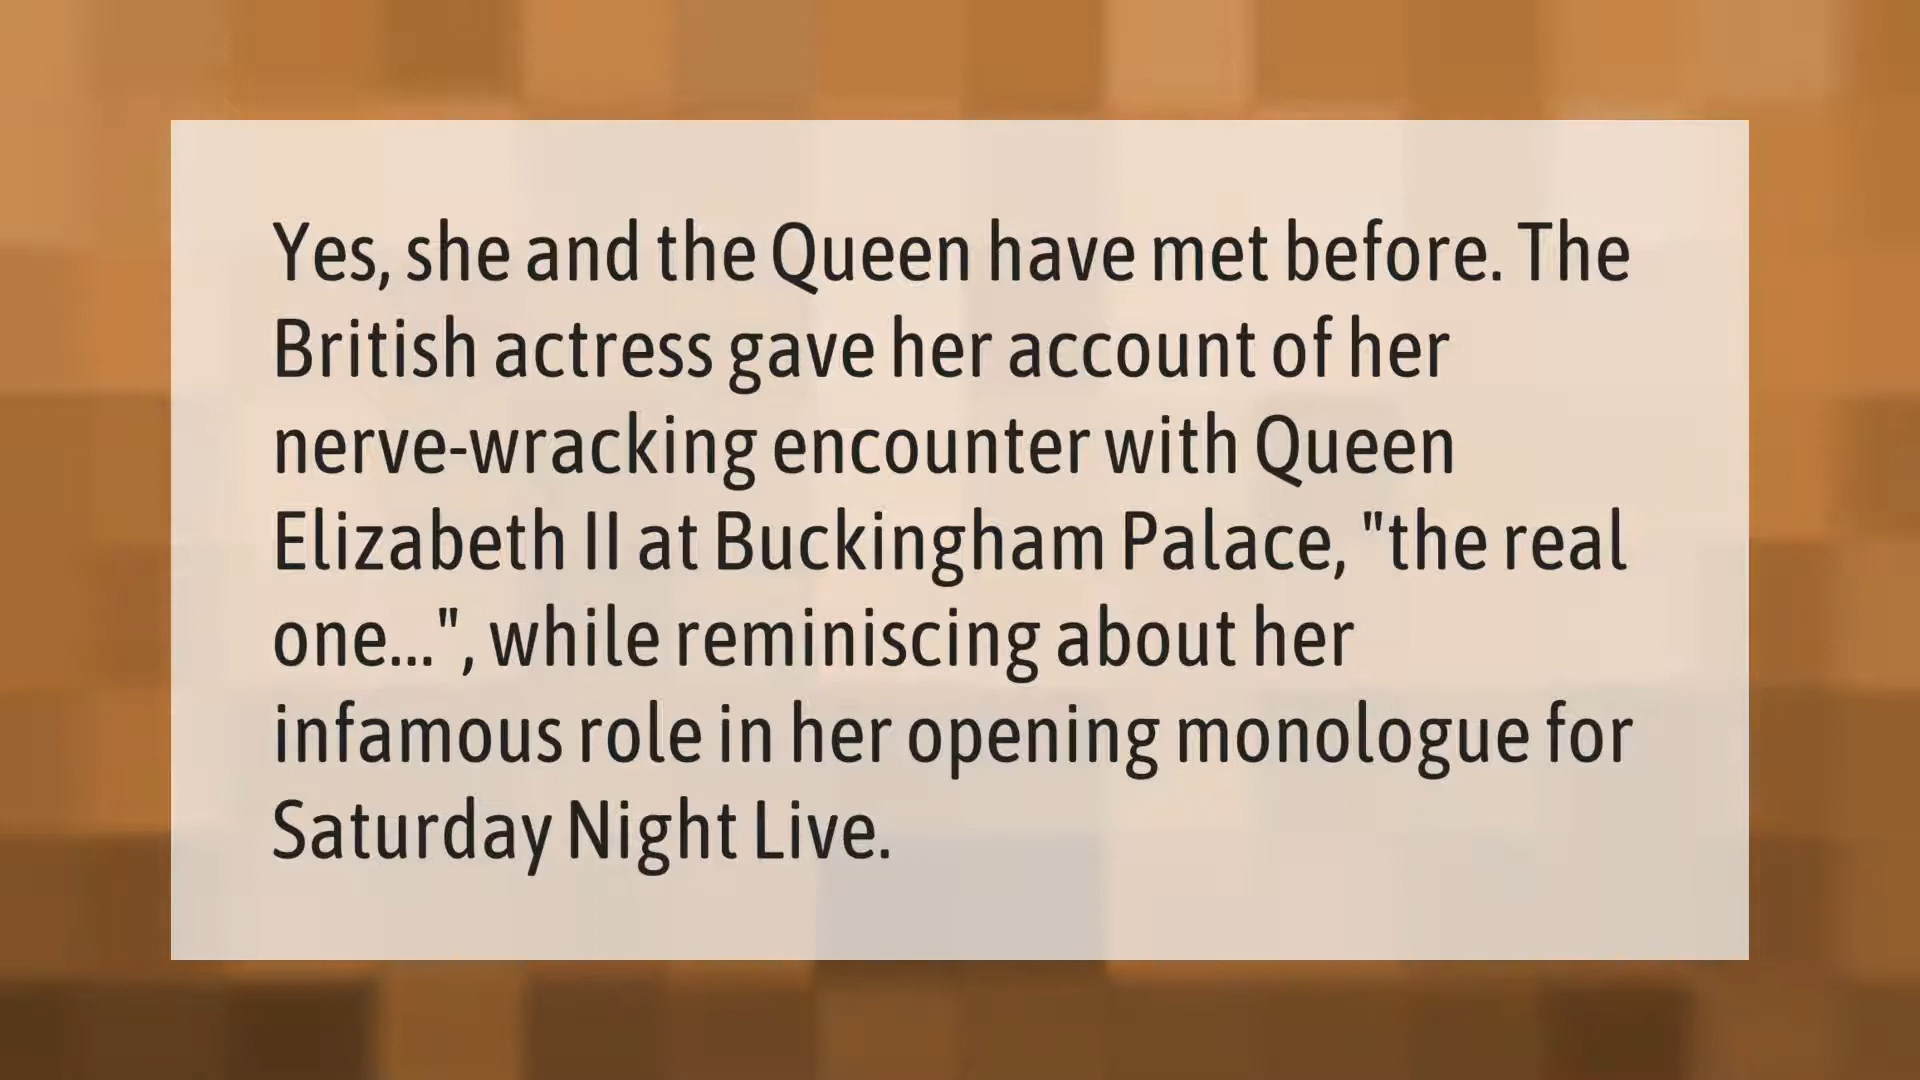 Yes, she and the Queen have met before. The
British actress gave her account of her
nerve-wracking encounter with Queen
Elizabeth II at Buckingham Palace, "the real
one...", while reminiscing about her
infamous role in her opening monologue for
Saturday Night Live.